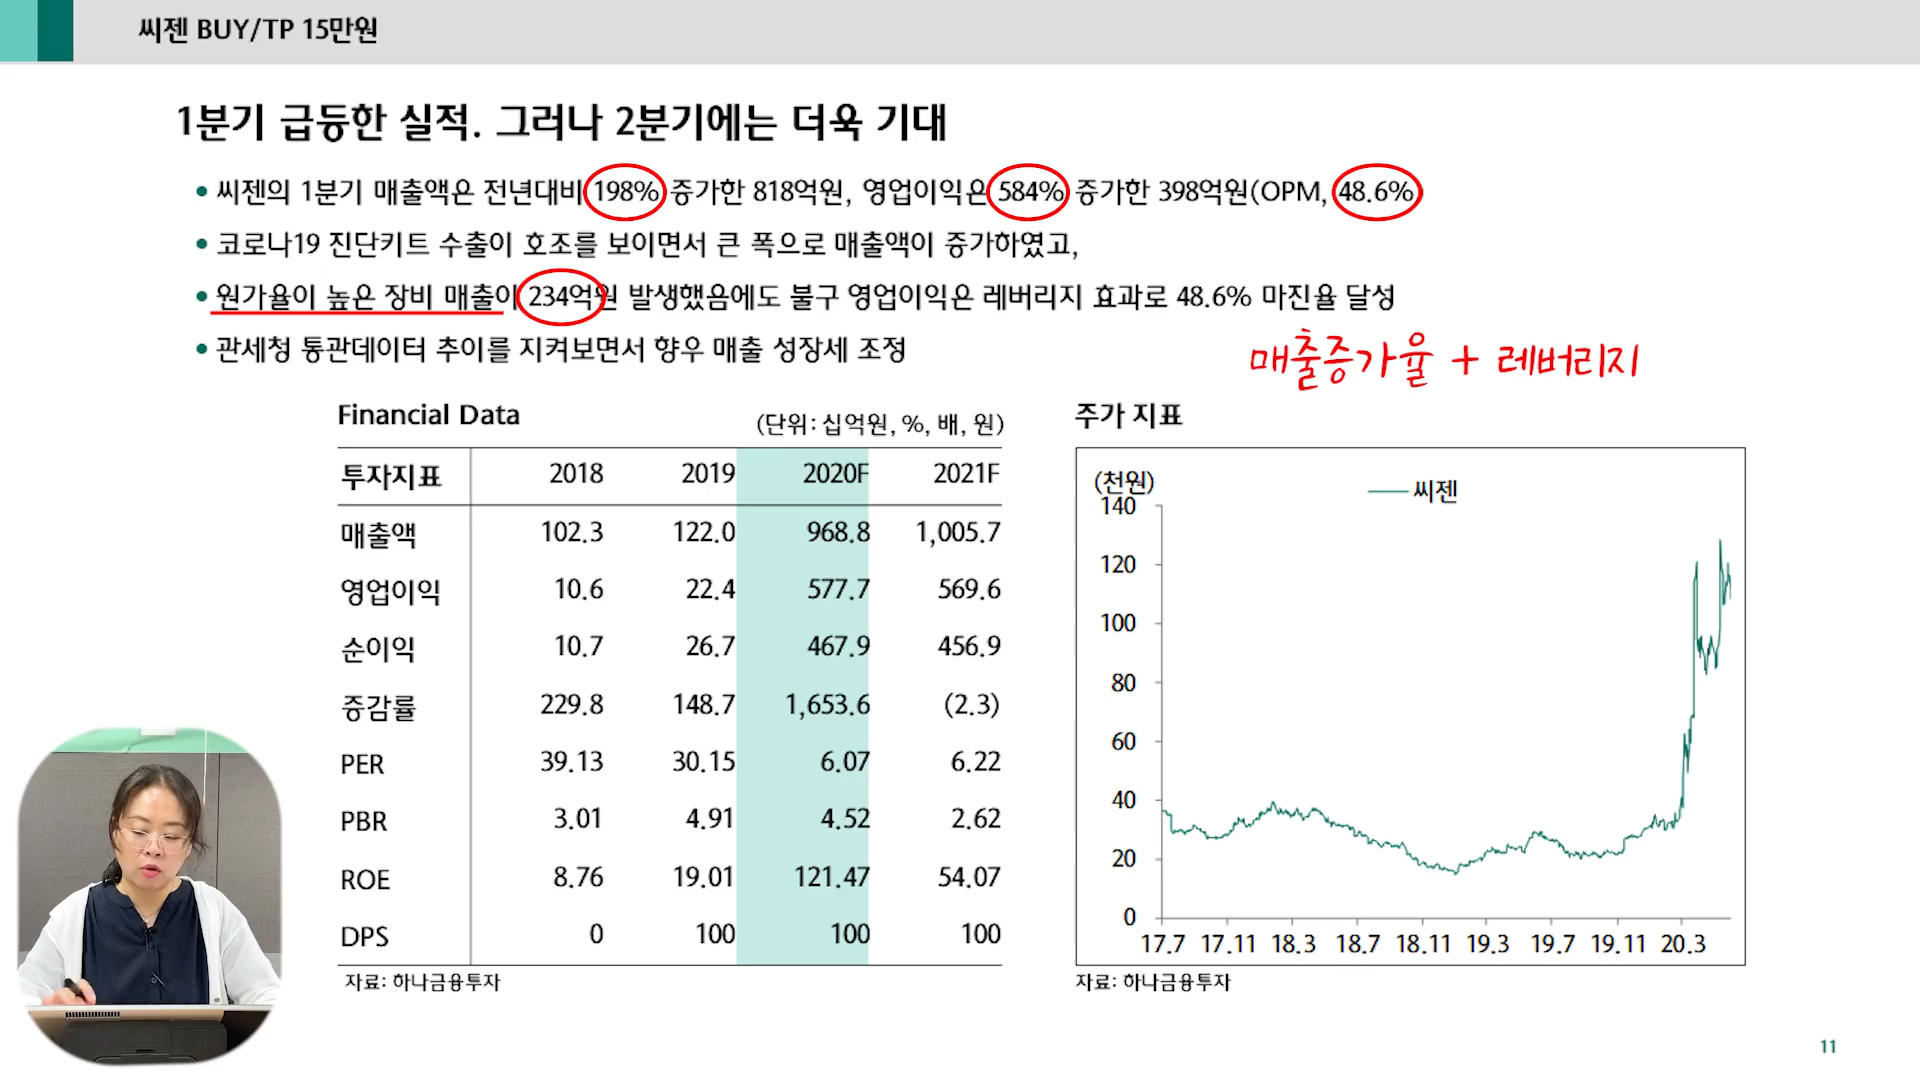 씨젠 BUY/TP 15만원
1분기 급등한 실적. 그러나 2분기에는 더욱 기대
• 씨젠의 1분기 매출액은 전년대비 198% 증가한 818억원, 영업이익은 584% 증가한 398억원(OPM, 48.6%
• 코로나19 진단키트 수출이 호조를 보이면서 큰 폭으로 매출액이 증가하였고,
• 원가율이 높은 장비 매출이 234억원 발생했음에도 불구 영업이익은 레버리지 효과로 48.6% 마진율 달성
• 관세청 통관데이터 추이를 지켜보면서 향우 매출 성장세 조정
매출증가율 + 레버리지
Financial Data (단위: 십억원, %, 배, 원)
투자지표 2018 2019 2020F 2021F
매출액 102.3 122.0 968.8 1,005.7
영업이익 10.6 22.4 577.7 569.6
순이익 10.7 26.7 467.9 456.9
증감률 229.8 148.7 1,653.6 (2.3)
PER 39.13 30.15 6.07 6.22
PBR 3.01 4.91 4.52 2.62
ROE 8.76 19.01 121.47 54.07
DPS 0 100 100 100
자료: 하나금융투자
주가 지표
(천원)
씨젠
140
120
100
80
60
40
20
0
17.7 17.11 18.3 18.7 18.11 19.3 19.7 19.11 20.3
자료: 하나금융투자
11